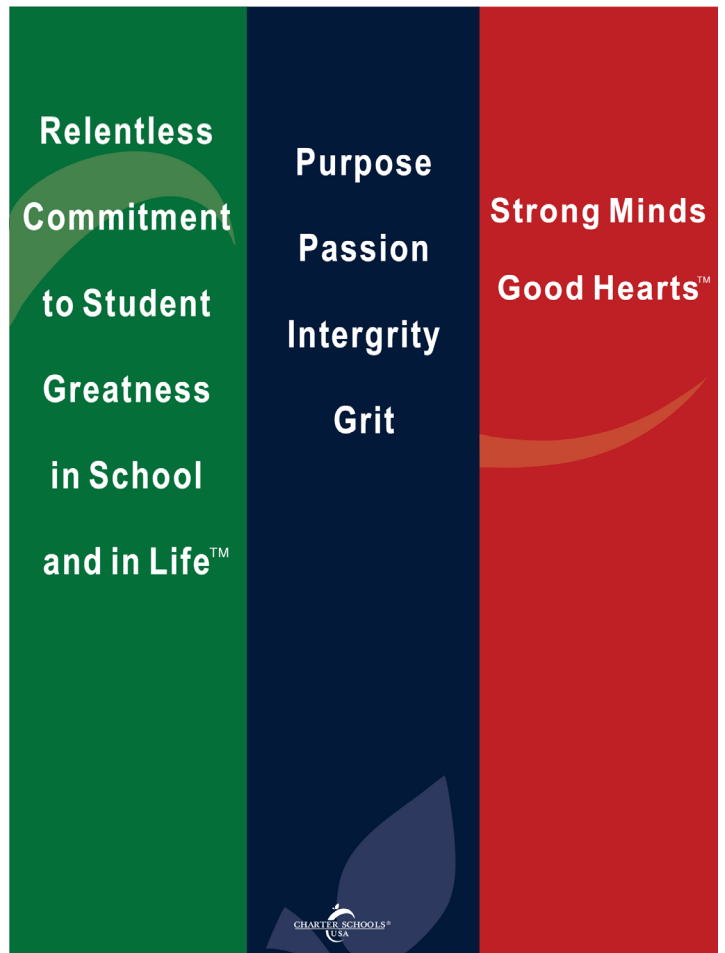 Relentless
Commitment
to Student
Greatness
in School
and in Life™
Purpose
Passion
Intergrity
Grit
Strong Minds
Good Hearts™
CHARTER SCHOOLS®
USA